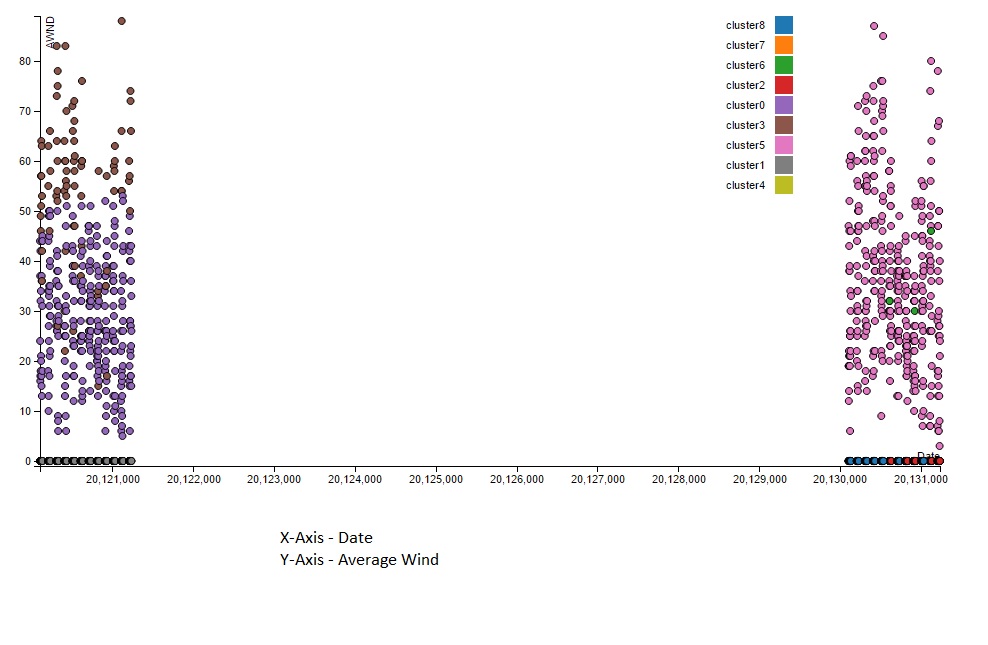 AWND
cluster8
cluster7
cluster6
cluster2
cluster0
cluster3
cluster5
cluster1
cluster4
80
70
60
50
40
30
20
10
0
Date
20,121,000 20,122,000 20,123,000 20,124,000 20,125,000 20,126,000 20,127,000 20,128,000 20,129,000 20,130,000 20,131,000
X-Axis - Date
Y-Axis - Average Wind